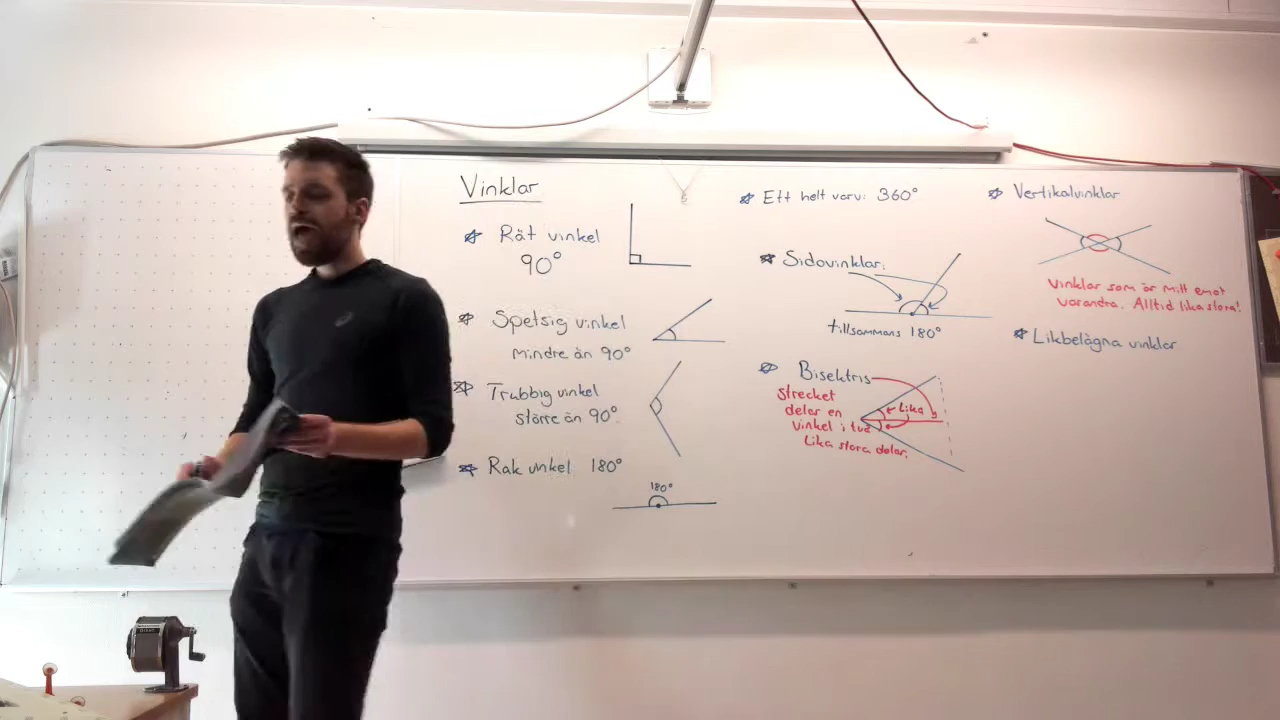 Vinklar
Rät vinkel
90°
Spetsig vinkel
mindre än 90°
Trubbig vinkel
större än 90°.
Rak vinkel 180°
180°
Ett helt varv: 360°
Sidovinklar:
tillsammans 180°
Bisektris
strecket
delar en
vinkel i två
Lika stora delar.
Lika
Vertikalvinklar
Vinklar som är mitt emot
varandra. Alltid lika stora!
Likbelägna vinklar